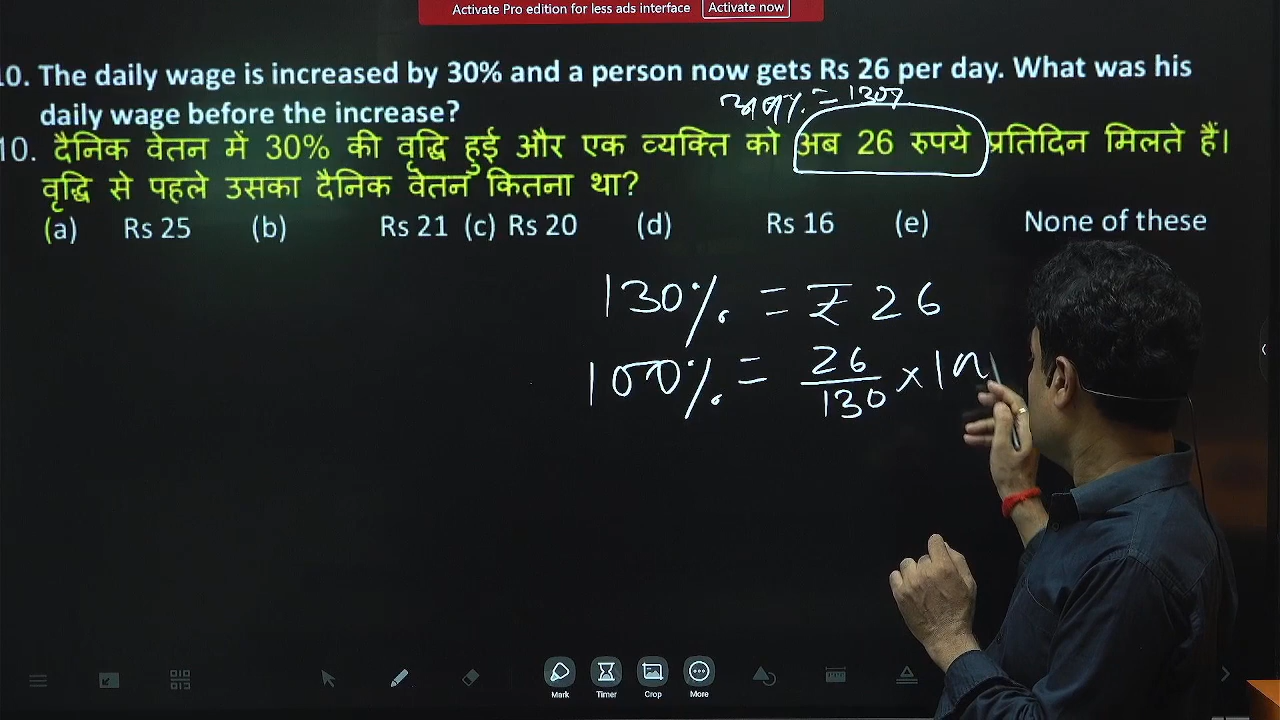 Activate Pro edition for less ads interface Activate now
10. The daily wage is increased by 30% and a person now gets Rs 26 per day. What was his
daily wage before the increase?
= 130%
10. दैनिक वेतन में 30% की वृद्धि हुई और एक व्यक्ति को अब 26 रुपये प्रतिदिन मिलते हैं।
वृद्धि से पहले उसका दैनिक वेतन कितना था?
(a) Rs 25 (b) Rs 21 (c) Rs 20 (d) Rs 16 (e) None of these
130% = ₹ 26
100% = 26/130 × 10
Mark Timer Crop More